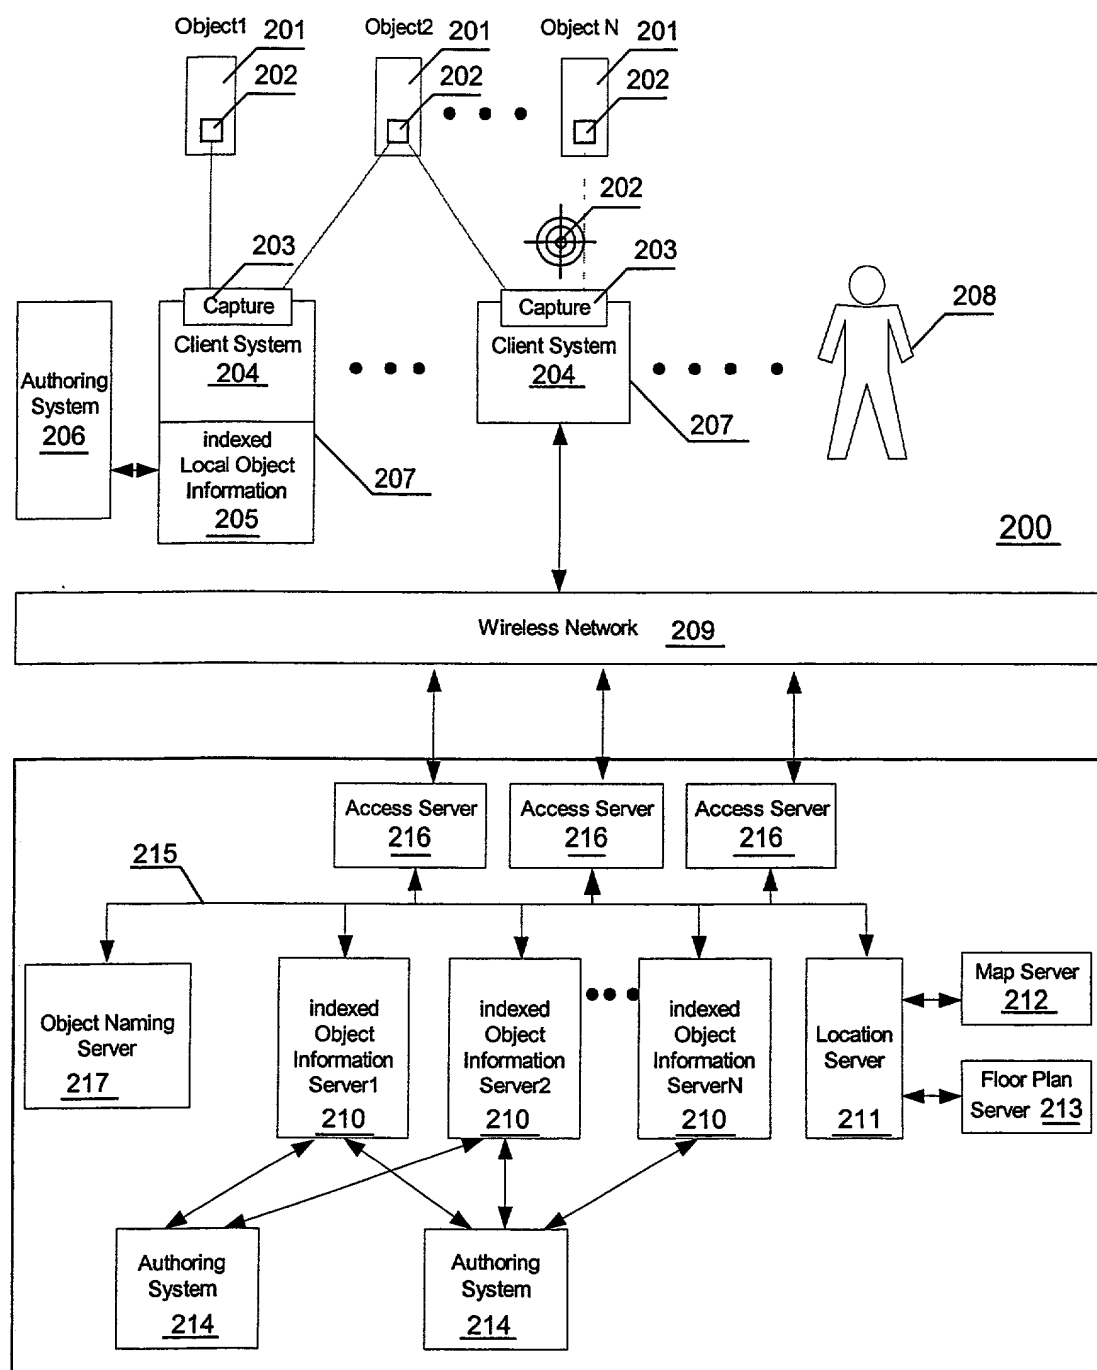 Object1
Object2
Object N
201
201
201
202
202
202
202
203
203
Capture
Capture
208
Client System
204
Client System
204
Authoring
System
206
207
indexed
Local Object
Information
205
207
200
Wireless Network 209
Access Server
216
Access Server
216
Access Server
216
215
Object Naming
Server
217
indexed
Object
Information
Server1
210
indexed
Object
Information
Server2
210
indexed
Object
Information
ServerN
210
Location
Server
211
Map Server
212
Floor Plan
Server 213
Authoring
System
214
Authoring
System
214